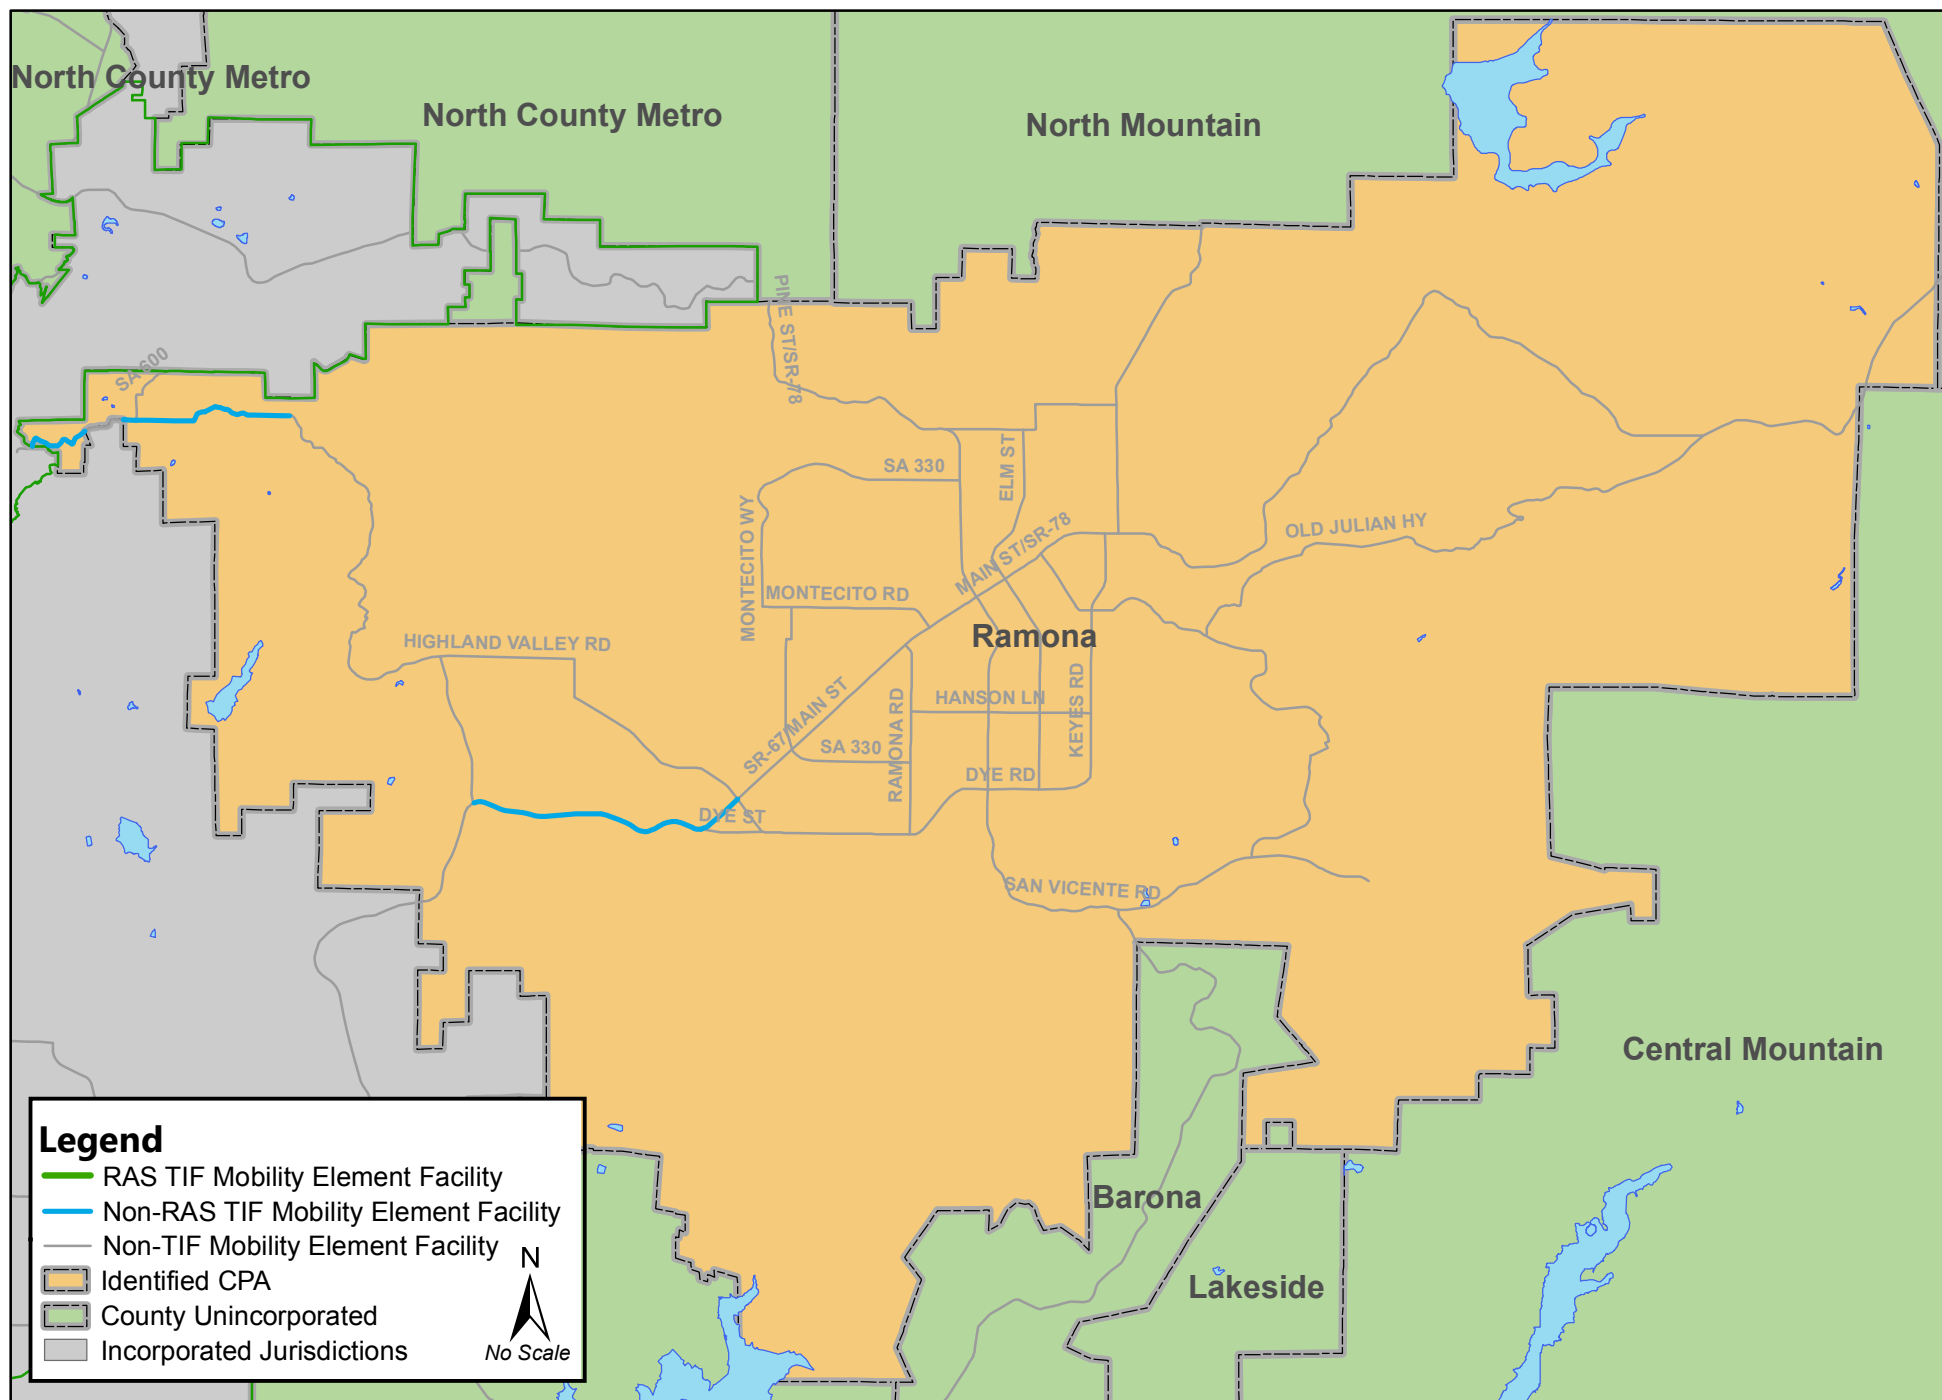 North County Metro
North County Metro
North Mountain
PINE ST/SR-78
SA 600
SA 330
ELM ST
MONTECITO WY
MAIN ST/SR-78
OLD JULIAN HY
MONTECITO RD
Ramona
HIGHLAND VALLEY RD
SR-67/MAIN ST
RAMONA RD
HANSON LN
KEYES RD
SA 330
DYE RD
DYE ST
SAN VICENTE RD
Central Mountain
Barona
Lakeside
Legend
RAS TIF Mobility Element Facility
Non-RAS TIF Mobility Element Facility
Non-TIF Mobility Element Facility
Identified CPA
County Unincorporated
Incorporated Jurisdictions
N
No Scale